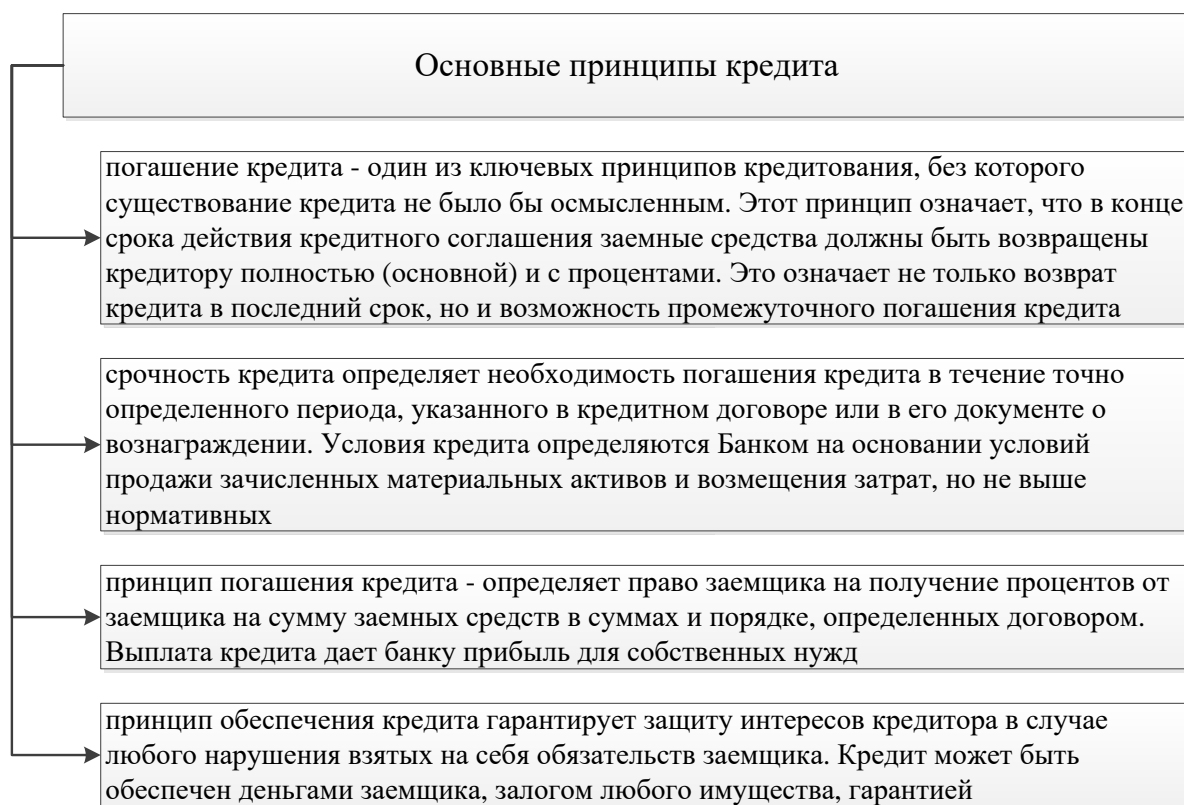 Основные принципы кредита
погашение кредита - один из ключевых принципов кредитования, без которого
существование кредита не было бы осмысленным. Этот принцип означает, что в конце
срока действия кредитного соглашения заемные средства должны быть возвращены
кредитору полностью (основной) и с процентами. Это означает не только возврат
кредита в последний срок, но и возможность промежуточного погашения кредита
срочность кредита определяет необходимость погашения кредита в течение точно
определенного периода, указанного в кредитном договоре или в его документе о
вознаграждении. Условия кредита определяются Банком на основании условий
продажи зачисленных материальных активов и возмещения затрат, но не выше
нормативных
принцип погашения кредита - определяет право заемщика на получение процентов от
заемщика на сумму заемных средств в суммах и порядке, определенных договором.
Выплата кредита дает банку прибыль для собственных нужд
принцип обеспечения кредита гарантирует защиту интересов кредитора в случае
любого нарушения взятых на себя обязательств заемщика. Кредит может быть
обеспечен деньгами заемщика, залогом любого имущества, гарантией